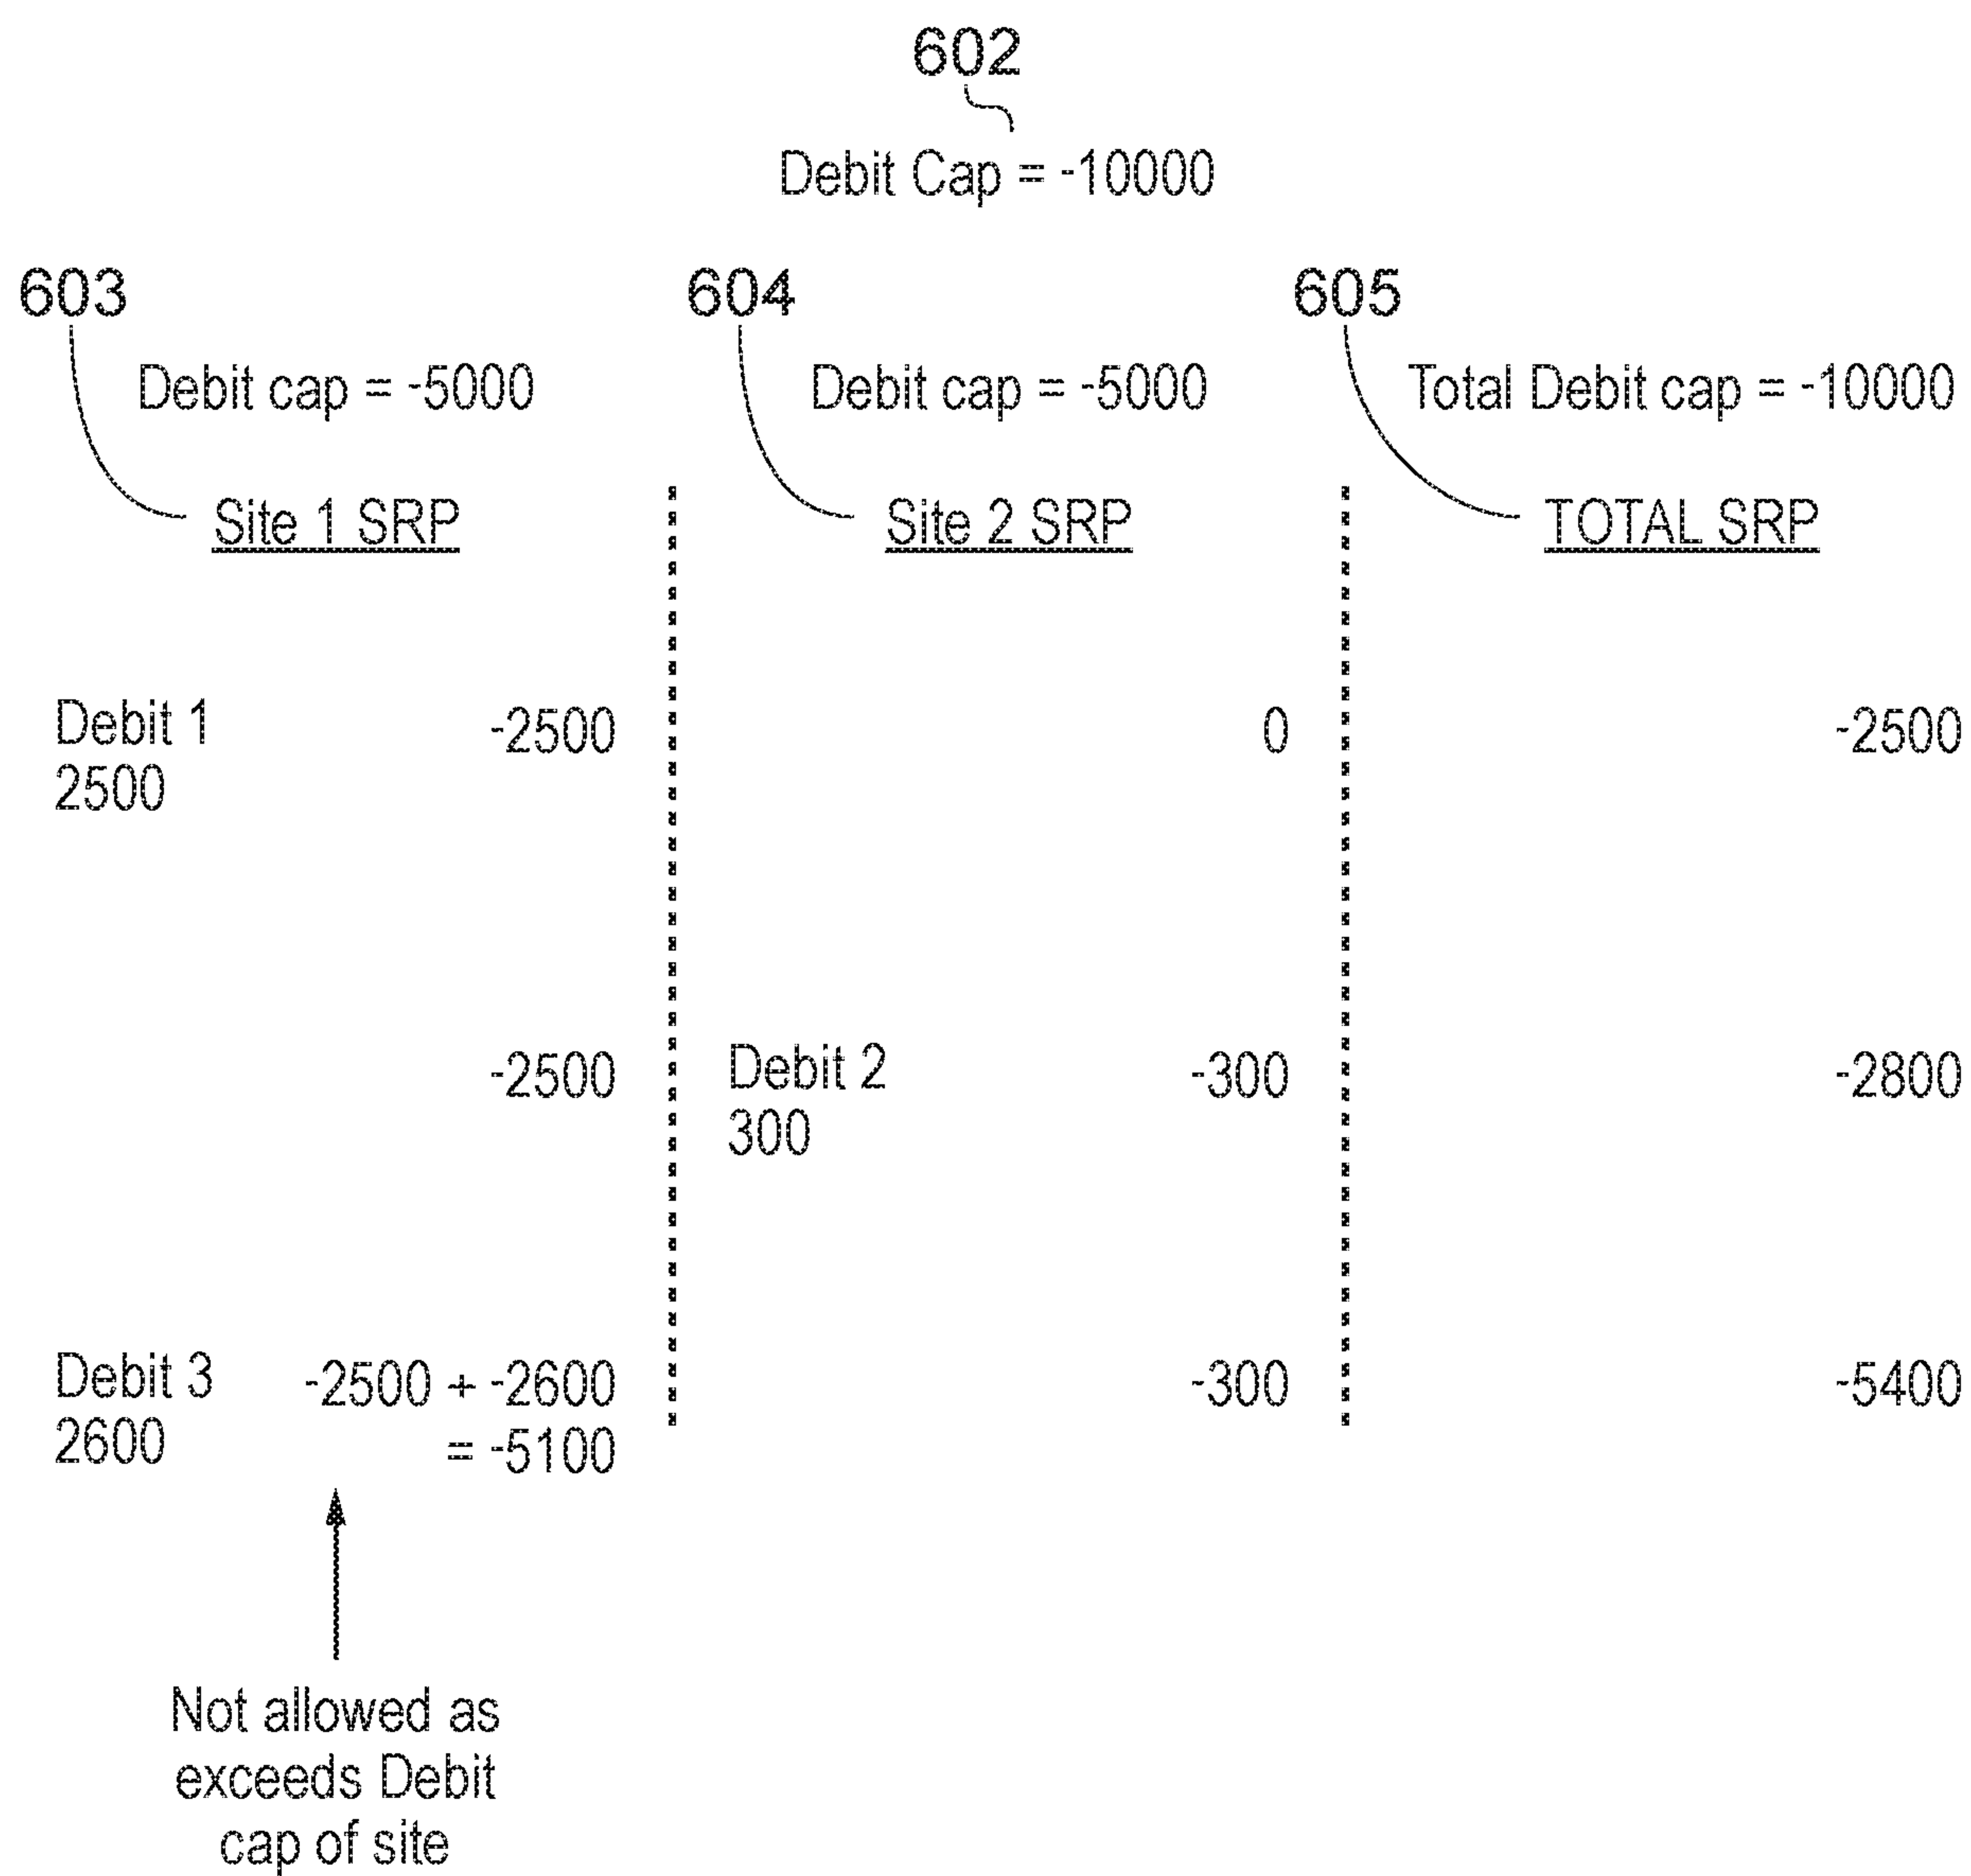 602
Debit Cap = -10000
603
604
605
Debit cap = -5000
Debit cap = -5000
Total Debit cap = -10000
Site 1 SRP
Site 2 SRP
TOTAL SRP
Debit 1
2500
-2500
0
-2500
-2500
Debit 2
300
-300
-2800
Debit 3
2600
-2500 + -2600
= -5100
-300
-5400
Not allowed as
exceeds Debit
cap of site